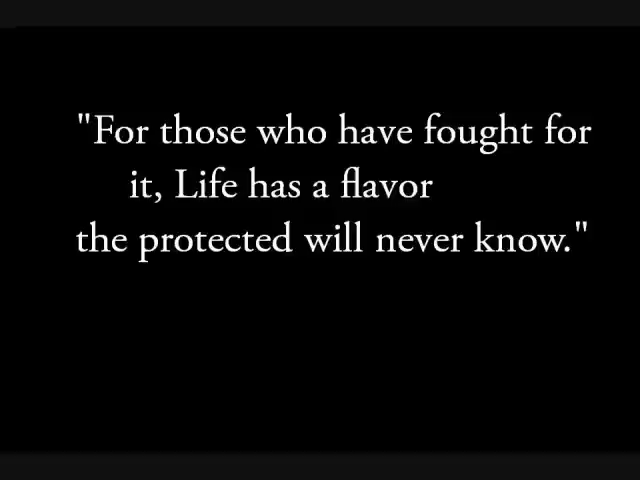 "For those who have fought for
it, Life has a flavor
the protected will never know."